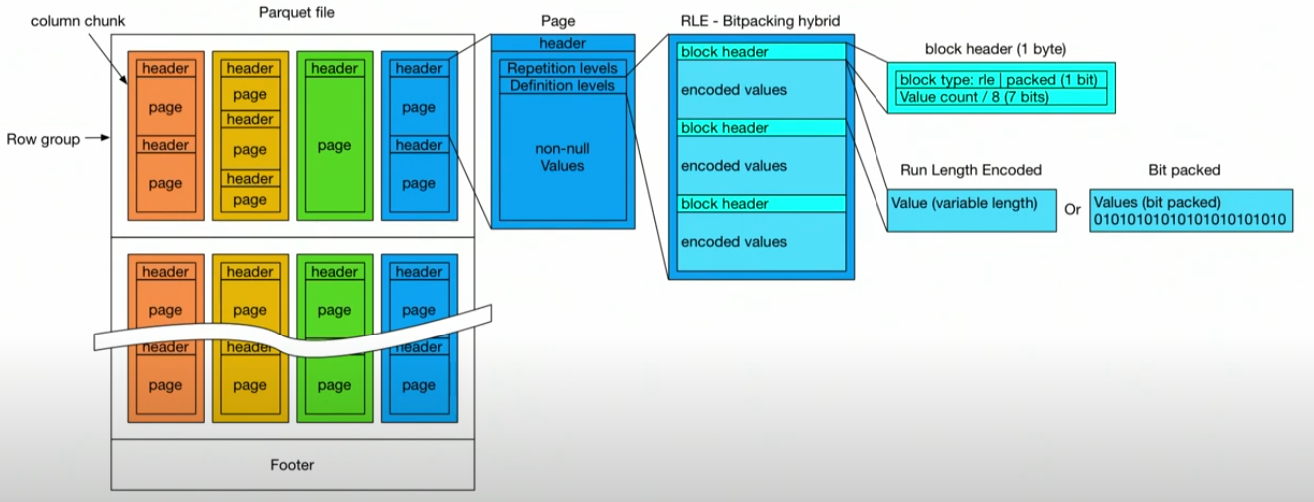 column chunk
Parquet file
Row group
header
page
header
page
header
page
header
page
header
page
header
page
header
page
header
page
header
page
header
page
header
page
header
page
header
page
header
page
page
header
page
header
page
Footer
Page
header
Repetition levels
Definition levels
non-null
Values
RLE - Bitpacking hybrid
block header
encoded values
block header
encoded values
block header
encoded values
block header (1 byte)
block type: rle | packed (1 bit)
Value count / 8 (7 bits)
Run Length Encoded
Value (variable length)
Or
Bit packed
Values (bit packed)
01010101010101010101010